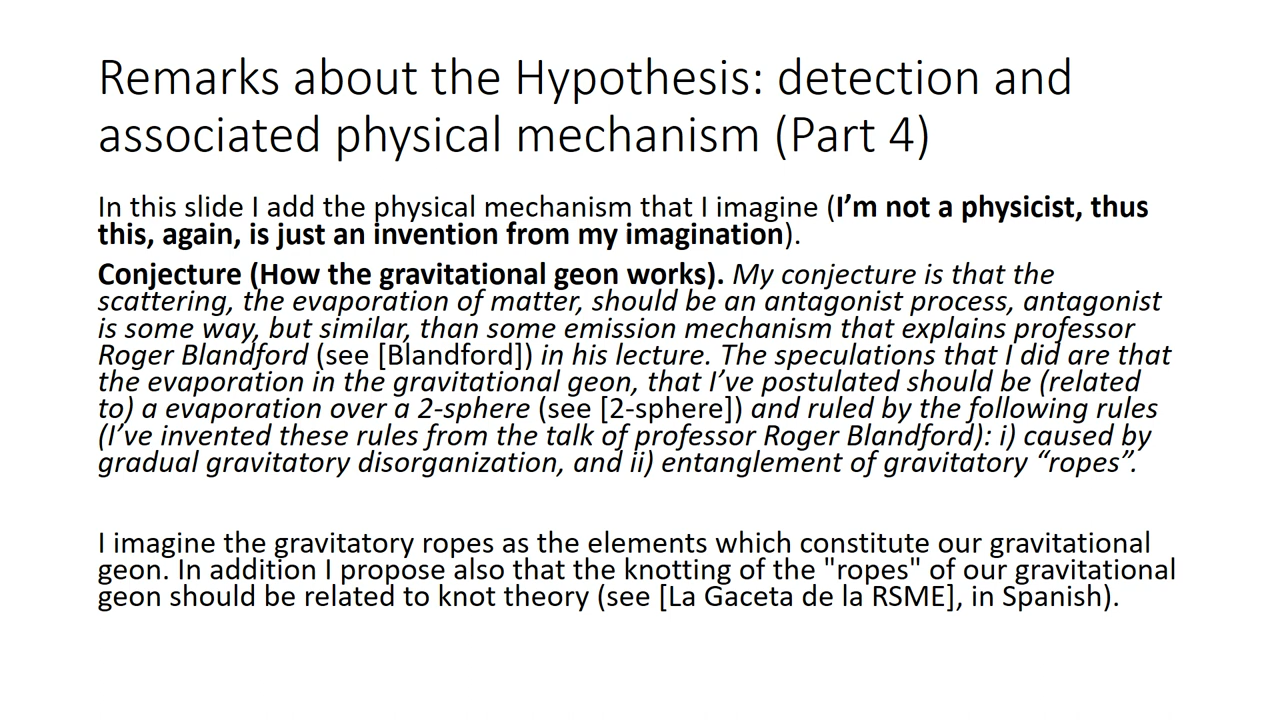 Remarks about the Hypothesis: detection and
associated physical mechanism (Part 4)
In this slide I add the physical mechanism that I imagine (I’m not a physicist, thus
this, again, is just an invention from my imagination).
Conjecture (How the gravitational geon works). My conjecture is that the
scattering, the evaporation of matter, should be an antagonist process, antagonist
is some way, but similar, than some emission mechanism that explains professor
Roger Blandford (see [Blandford]) in his lecture. The speculations that I did are that
the evaporation in the gravitational geon, that I’ve postulated should be (related
to) a evaporation over a 2-sphere (see [2-sphere]) and ruled by the following rules
(I’ve invented these rules from the talk of professor Roger Blandford): i) caused by
gradual gravitatory disorganization, and ii) entanglement of gravitatory “ropes”.
I imagine the gravitatory ropes as the elements which constitute our gravitational
geon. In addition I propose also that the knotting of the "ropes" of our gravitational
geon should be related to knot theory (see [La Gaceta de la RSME], in Spanish).